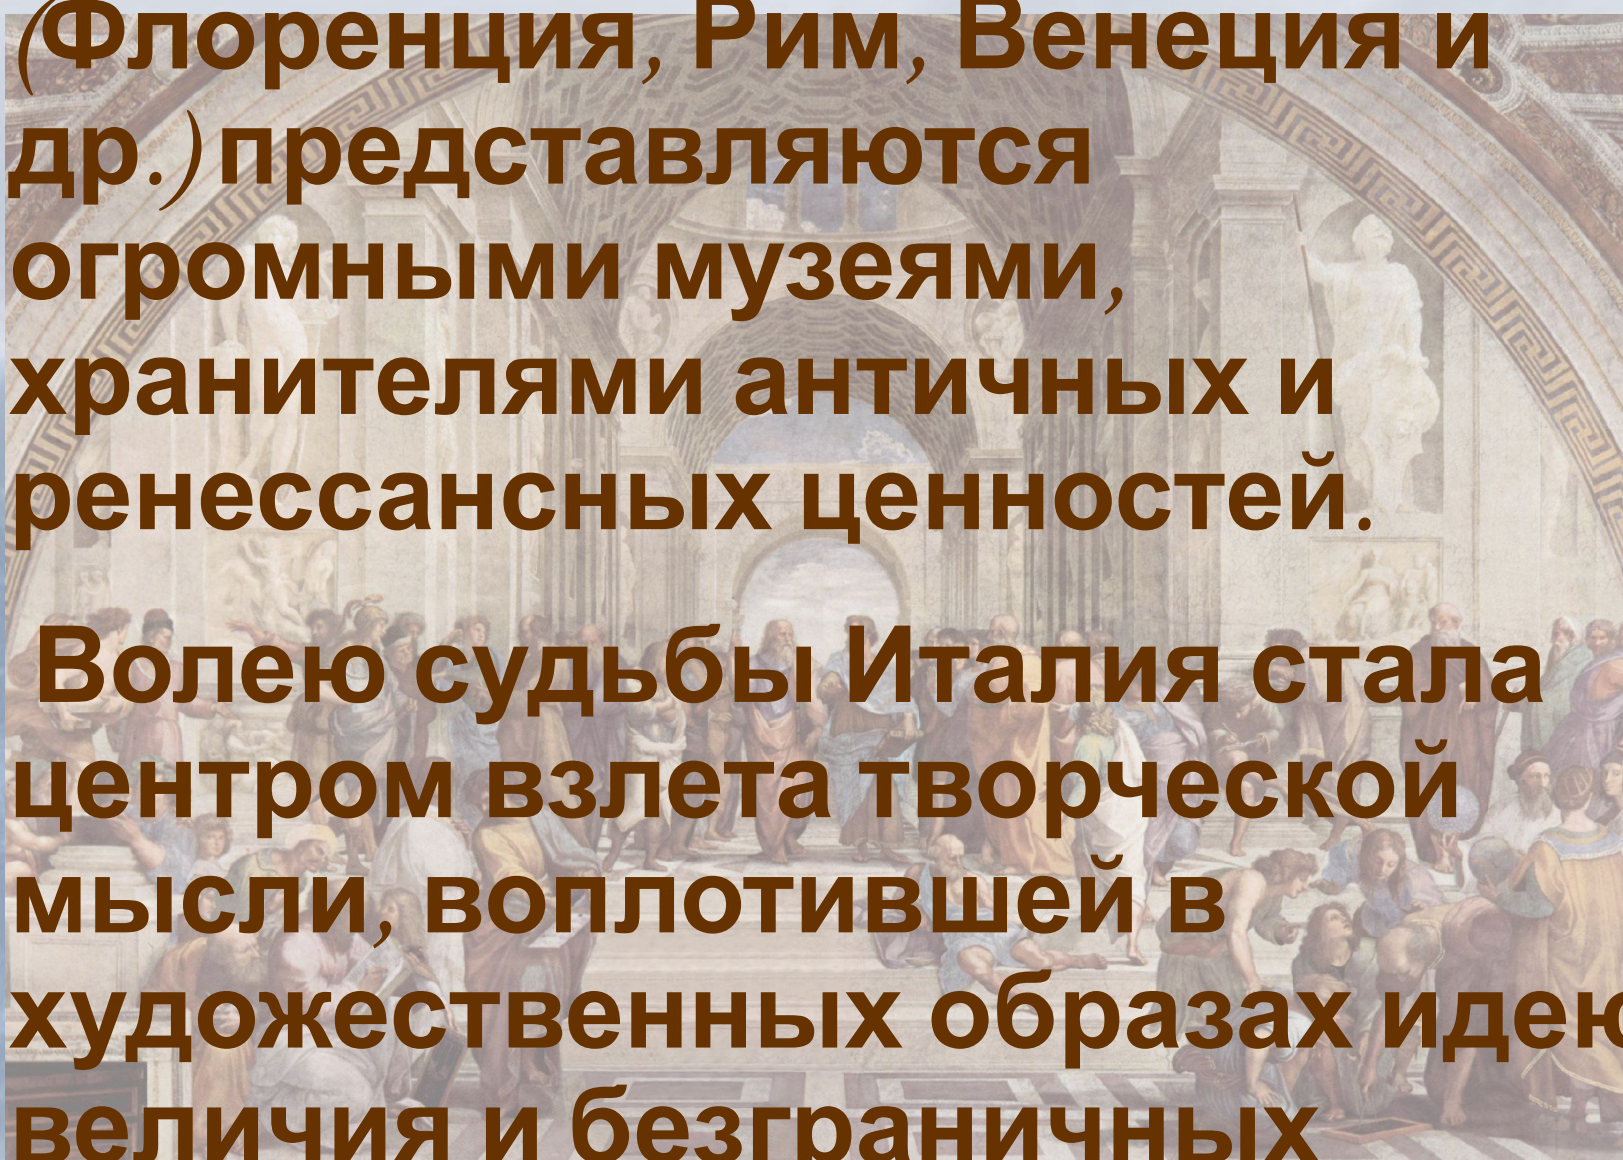 (Флоренция, Рим, Венеция и
др.) представляются
огромными музеями,
хранителями античных и
ренессансных ценностей.
Волею судьбы Италия стала
центром взлета творческой
мысли, воплотившей в
художественных образах идею
величия и безграничных